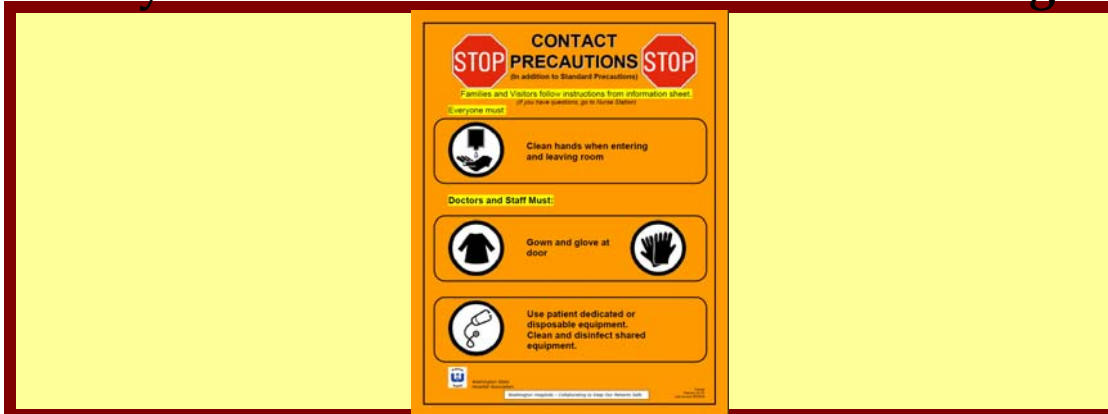 CONTACT
STOP PRECAUTIONS STOP
(In addition to Standard Precautions)
Families and Visitors follow instructions from information sheet.
(If you have questions, go to Nurse Station)
Everyone must:
Clean hands when entering
and leaving room
Doctors and Staff Must:
Gown and glove at
door
Use patient dedicated or
disposable equipment.
Clean and disinfect shared
equipment.
Washington State
Hospital Association
Washington Hospitals – Collaborating to Keep Our Patients Safe